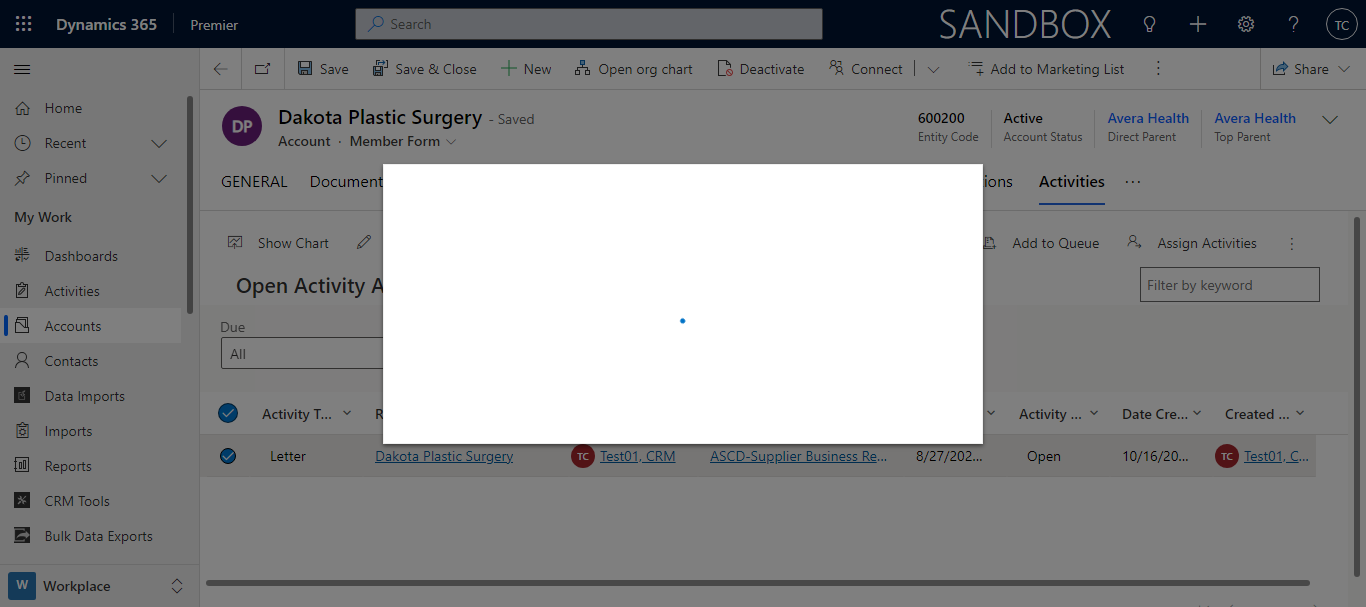 Dynamics 365
Premier
Search
SANDBOX
TC
Save
Save & Close
New
Open org chart
Deactivate
Connect
Add to Marketing List
Share
Home
Recent
Pinned
My Work
Dashboards
Activities
Accounts
Contacts
Data Imports
Imports
Reports
CRM Tools
Bulk Data Exports
W
Workplace
DP
Dakota Plastic Surgery - Saved
Account · Member Form
600200
Entity Code
Active
Account Status
Avera Health
Direct Parent
Avera Health
Top Parent
GENERAL
Document
ions
Activities
Show Chart
Add to Queue
Assign Activities
Open Activity A
Filter by keyword
Due
All
Activity T...
R
Activity ...
Date Cre...
Created ...
Letter
Dakota Plastic Surgery
TC
Test01, CRM
ASCD-Supplier Business Re...
8/27/202...
Open
10/16/20...
TC
Test01, C...